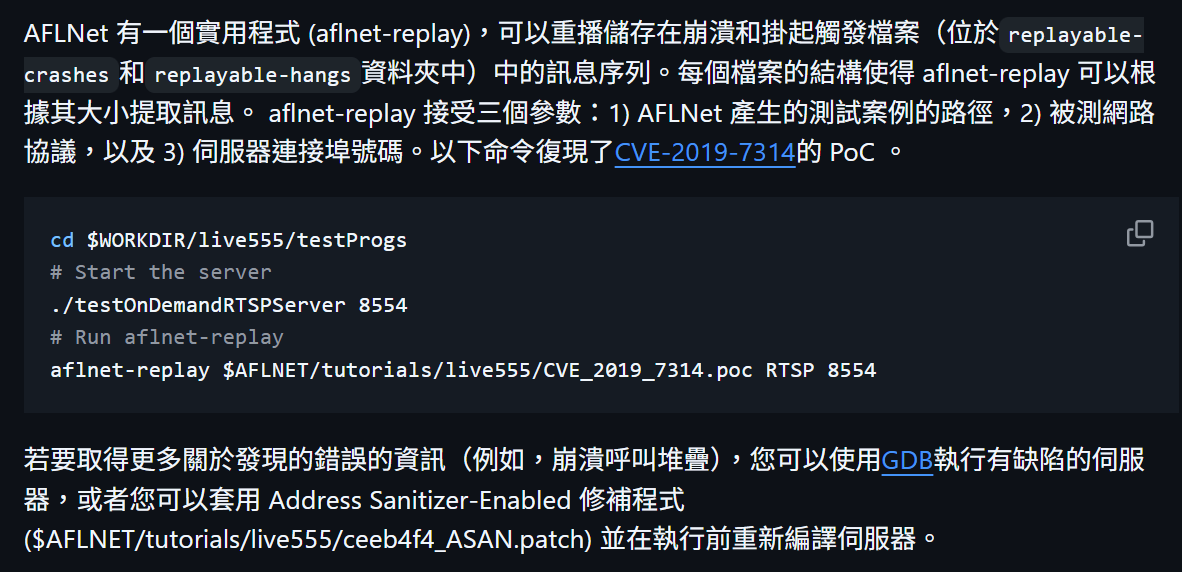 AFLNet 有一個實用程式 (aflnet-replay)，可以重播儲存在崩潰和掛起觸發檔案（位於 replayable-
crashes 和 replayable-hangs 資料夾中）中的訊息序列。每個檔案的結構使得 aflnet-replay 可以根
據其大小提取訊息。 aflnet-replay 接受三個參數：1) AFLNet 產生的測試案例的路徑，2) 被測網路
協議，以及 3) 伺服器連接埠號碼。以下命令復現了CVE-2019-7314的 PoC 。
cd $WORKDIR/live555/testProgs
# Start the server
./testOnDemandRTSPServer 8554
# Run aflnet-replay
aflnet-replay $AFLNET/tutorials/live555/CVE_2019_7314.poc RTSP 8554
若要取得更多關於發現的錯誤的資訊（例如，崩潰呼叫堆疊），您可以使用GDB執行有缺陷的伺服
器，或者您可以套用 Address Sanitizer-Enabled 修補程式
($AFLNET/tutorials/live555/ceeb4f4_ASAN.patch) 並在執行前重新編譯伺服器。